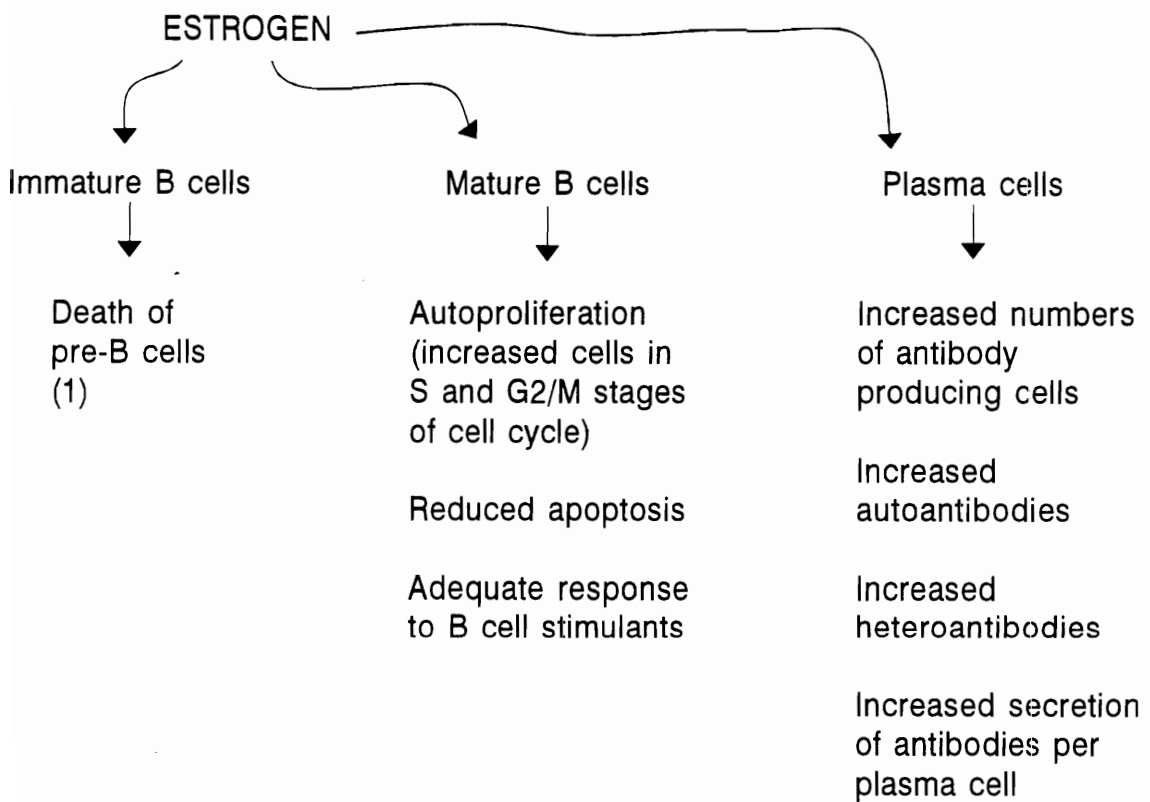 ESTROGEN
Immature B cells
Death of
pre-B cells
(1)
Mature B cells
Autoproliferation
(increased cells in
S and G2/M stages
of cell cycle)
Reduced apoptosis
Adequate response
to B cell stimulants
Plasma cells
Increased numbers
of antibody
producing cells
Increased
autoantibodies
Increased
heteroantibodies
Increased secretion
of antibodies per
plasma cell